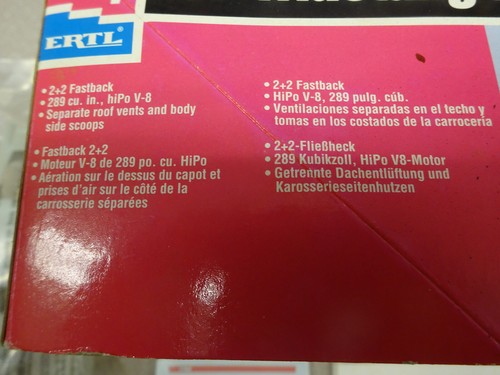 ERTL
• 2+2 Fastback
• 289 cu. in., hiPo V-8
• Separate roof vents and body
side scoops
• Fastback 2+2
• Moteur V-8 de 289 po. cu. HiPo
• Aération sur le dessus du capot et
prises d'air sur le côté de la
carrosserie séparées
• 2+2 Fastback
• HiPo V-8, 289 pulg. cúb.
• Ventilaciones separadas en el techo y
tomas en los costados de la carrocería
• 2+2-Fließheck
• 289 Kubikzoll, HiPo V8-Motor
• Getrennte Dachentlüftung und
Karosserieseitenhutzen